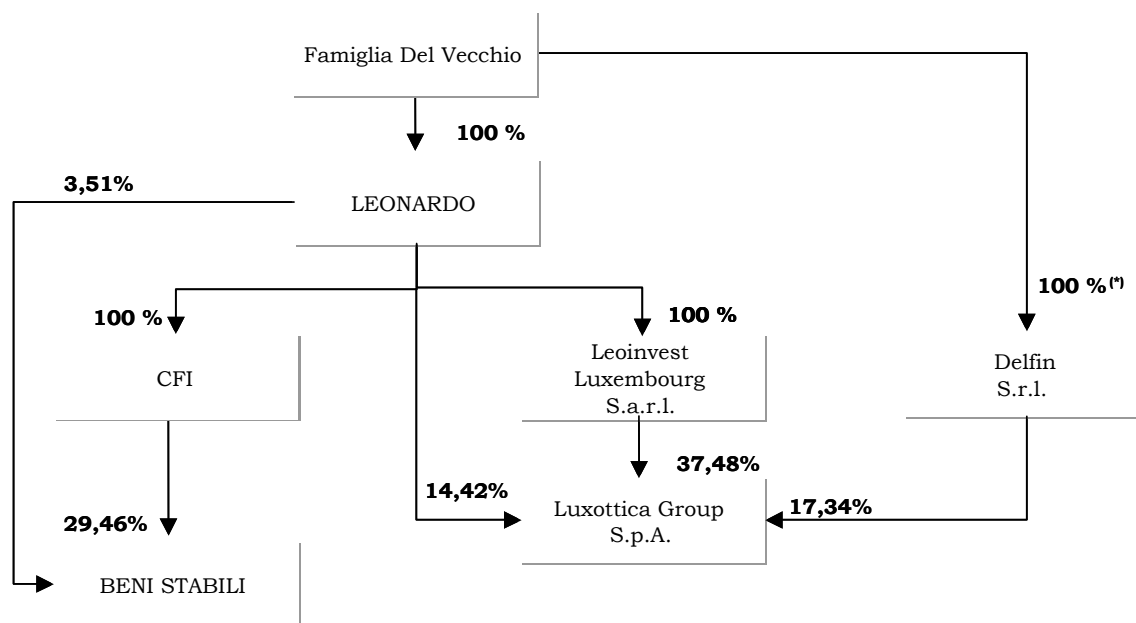 Famiglia Del Vecchio
100 %
3,51%
LEONARDO
100 % (*)
100 %
100 %
Leoinvest
Luxembourg
S.a.r.l.
CFI
Delfin
S.r.l.
37,48%
14,42%
17,34%
Luxottica Group
S.p.A.
29,46%
BENI STABILI